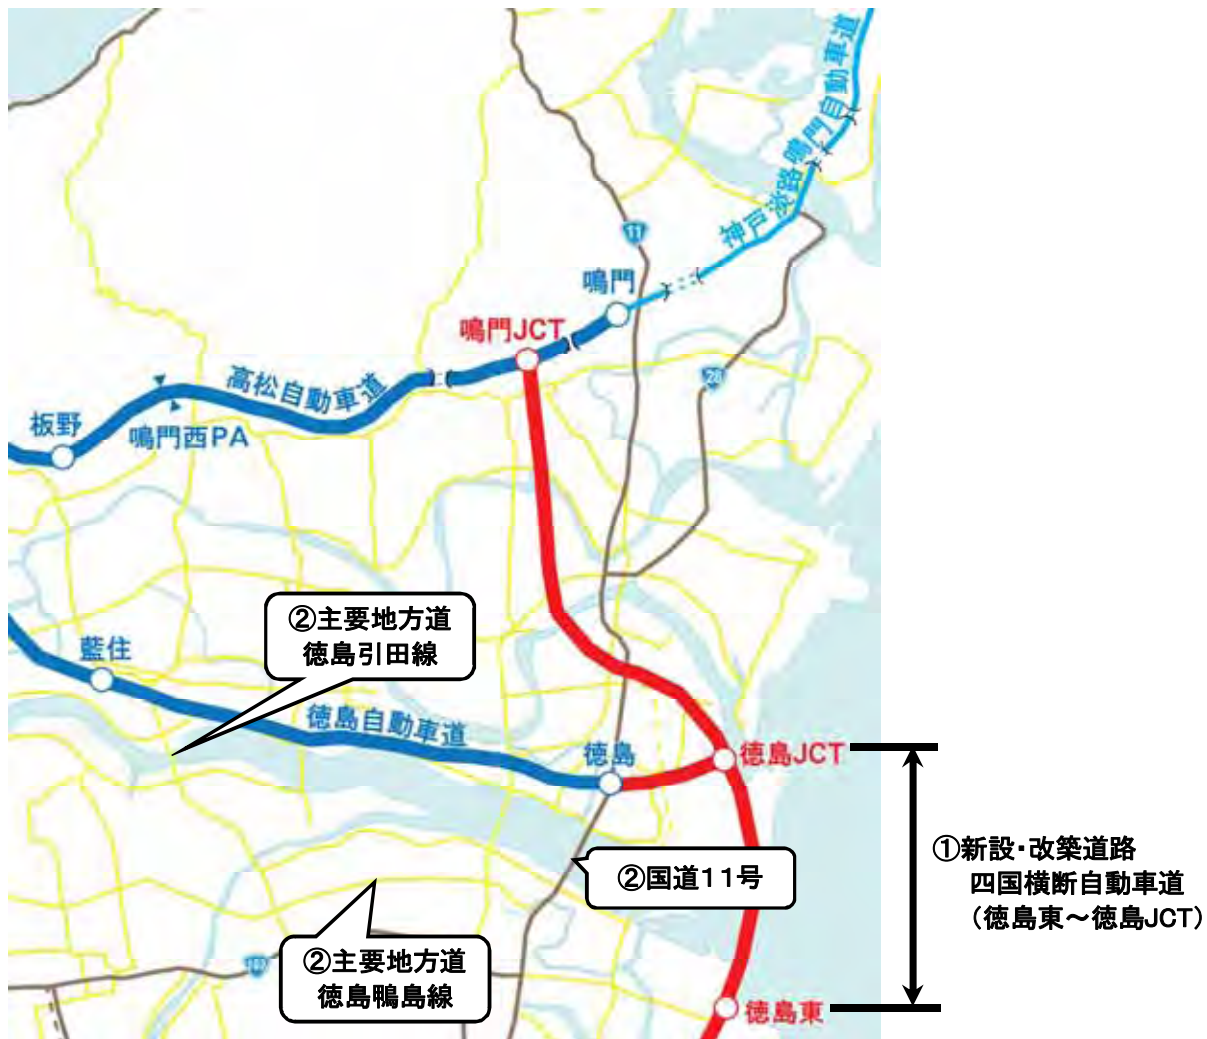 神戸淡路鳴門自動車道
11
鳴門
鳴門JCT
高松自動車道
28
板野
鳴門西PA
②主要地方道
徳島引田線
藍住
徳島自動車道
徳島
徳島JCT
①新設・改築道路
四国横断自動車道
（徳島東～徳島JCT）
②国道11号
②主要地方道
徳島鴨島線
192
徳島東